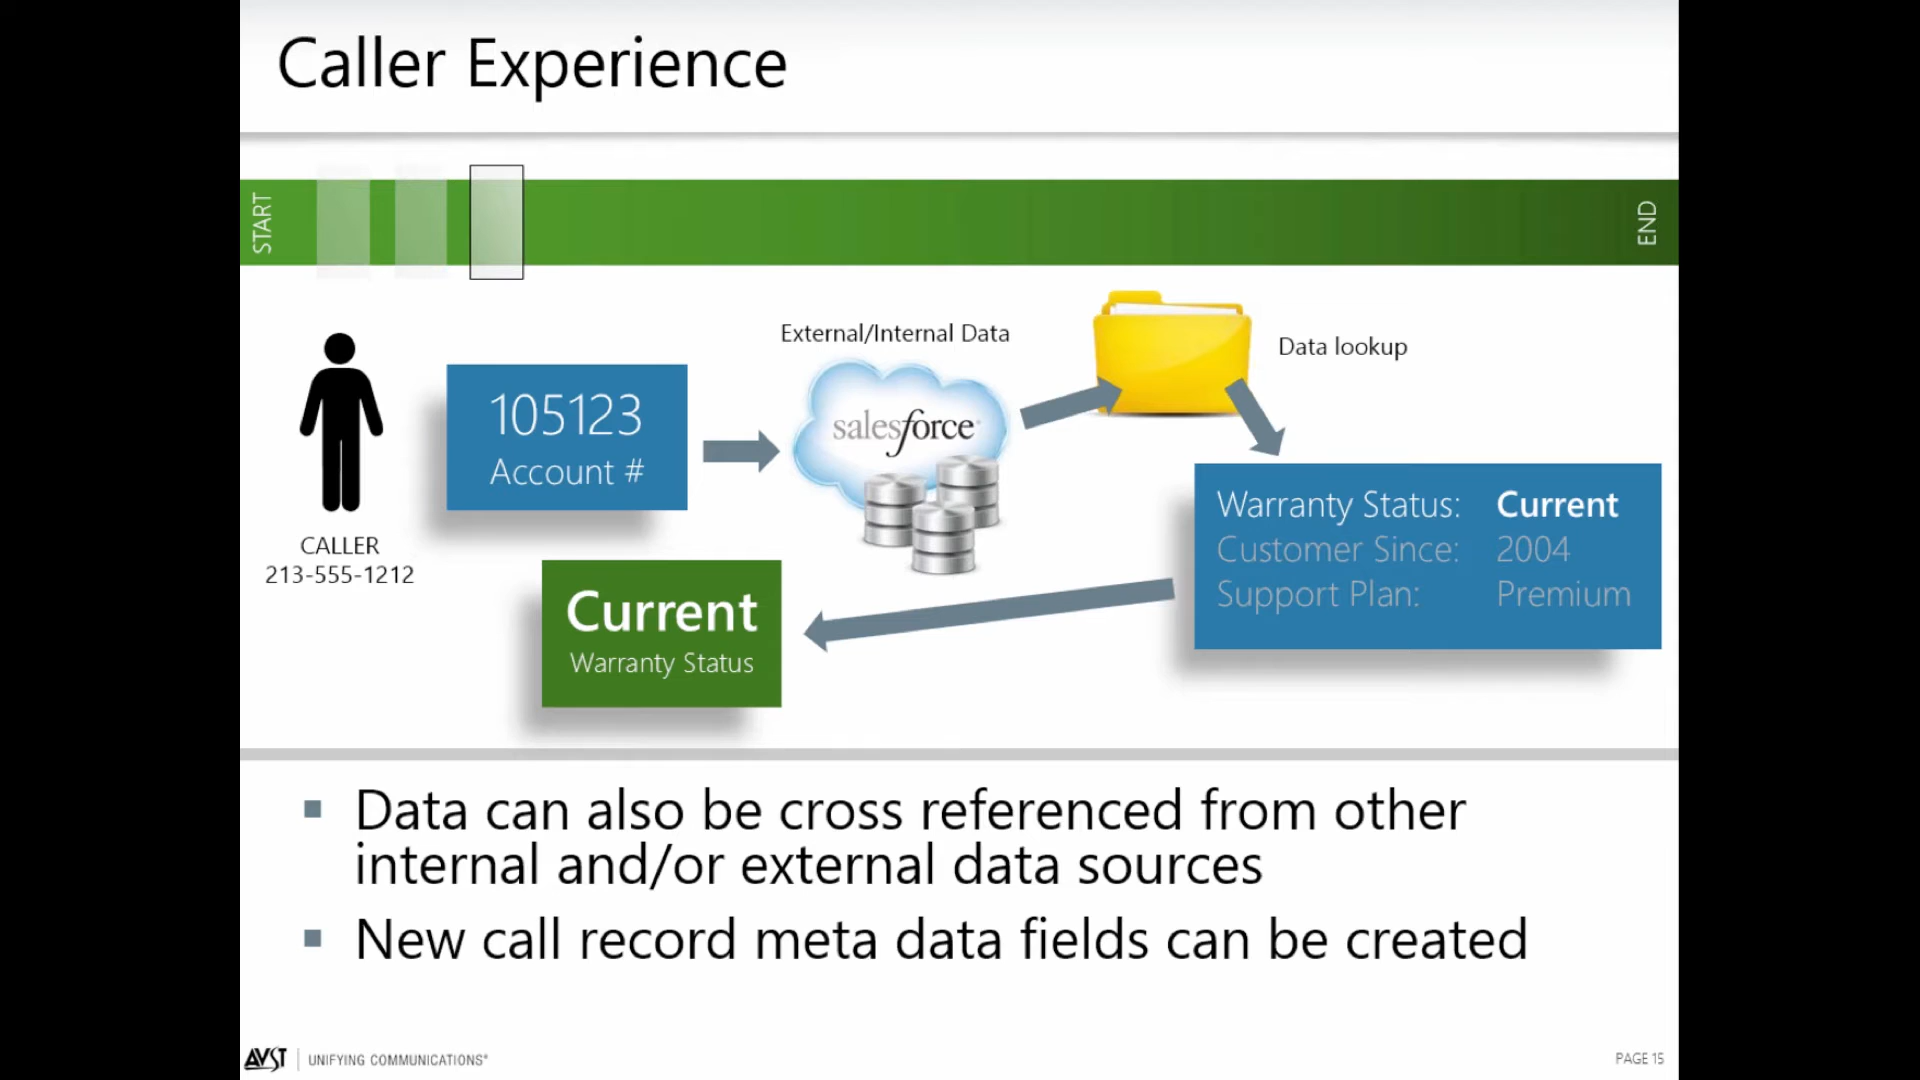 Caller Experience
START
END
External/Internal Data
Data lookup
salesforce
105123
Account #
CALLER
213-555-1212
Warranty Status: Current
Customer Since: 2004
Support Plan: Premium
Current
Warranty Status
▪ Data can also be cross referenced from other
internal and/or external data sources
▪ New call record meta data fields can be created
AVST | UNIFYING COMMUNICATIONS®
PAGE 15